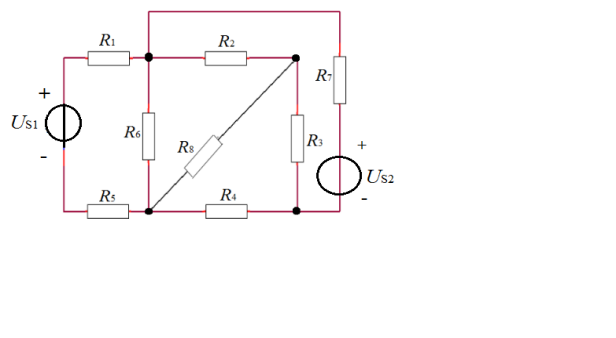 R1
R2
R7
+
US1
-
R6
R8
R3
+
US2
-
R5
R4